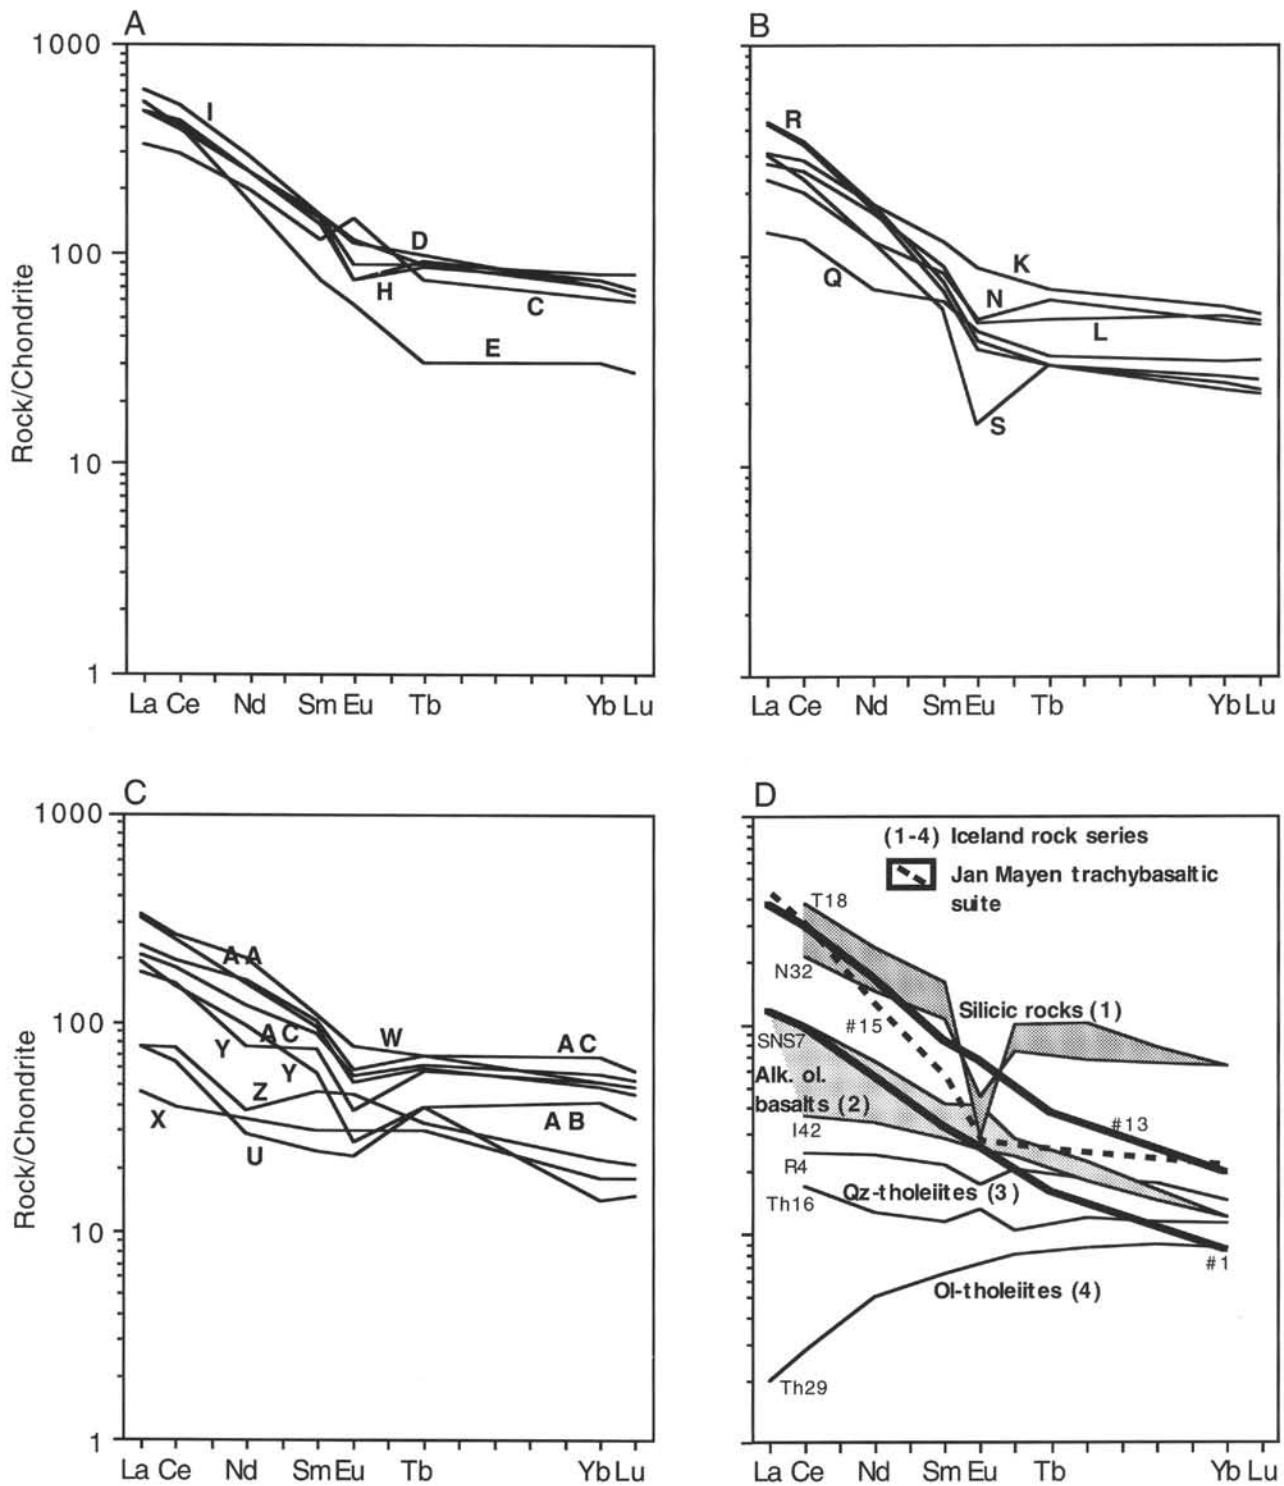 A
B
1000
100
10
1
Rock/Chondrite
I
D
H
C
E
La Ce Nd Sm Eu Tb Yb Lu
R
Q
K
N
L
S
La Ce Nd Sm Eu Tb Yb Lu
C
D
1000
100
10
1
Rock/Chondrite
AA
W
AC
AC
Y
Y
Z
X
U
AB
La Ce Nd Sm Eu Tb Yb Lu
(1-4) Iceland rock series
Jan Mayen trachybasaltic
suite
T18
N32
Silicic rocks (1)
#15
SNS7
Alk. ol.
basalts (2)
I42
#13
R4
Qz-tholeiites (3)
Th16
#1
Ol-tholeiites (4)
Th29
La Ce Nd Sm Eu Tb Yb Lu